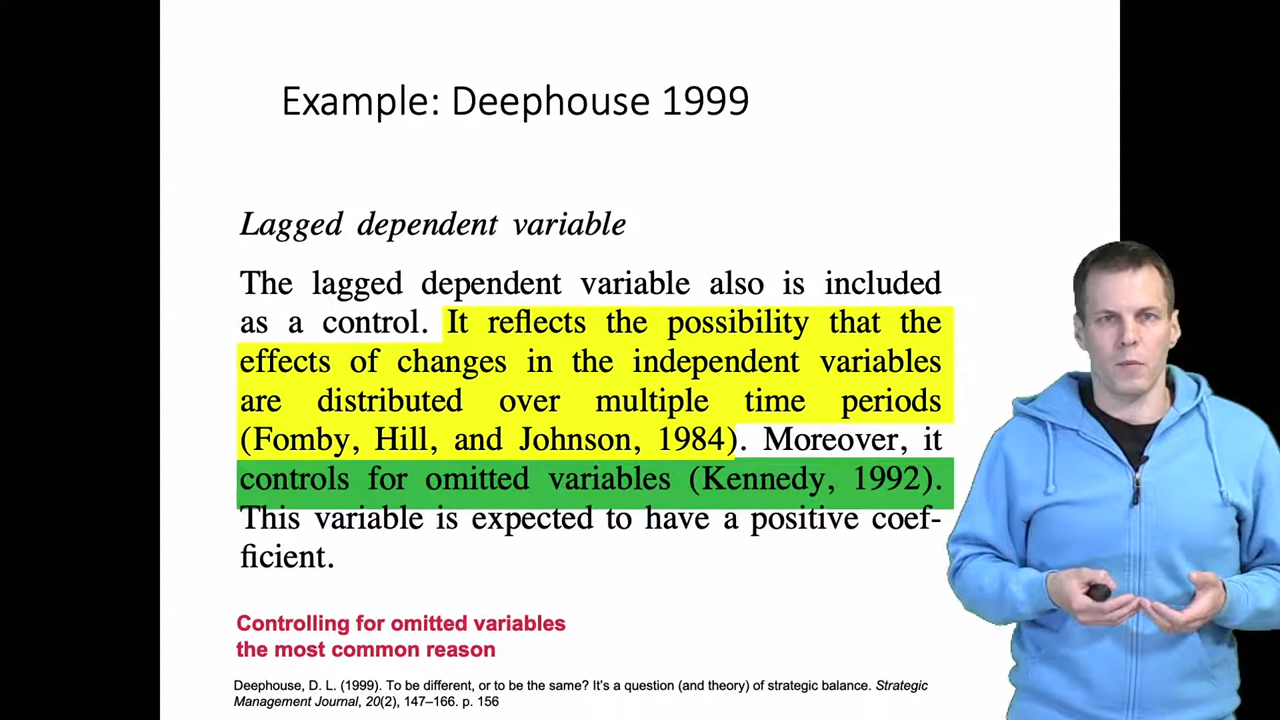 Example: Deephouse 1999
Lagged dependent variable
The lagged dependent variable also is included
as a control. It reflects the possibility that the
effects of changes in the independent variables
are distributed over multiple time periods
(Fomby, Hill, and Johnson, 1984). Moreover, it
controls for omitted variables (Kennedy, 1992).
This variable is expected to have a positive coef-
ficient.
Controlling for omitted variables
the most common reason
Deephouse, D. L. (1999). To be different, or to be the same? It’s a question (and theory) of strategic balance. Strategic
Management Journal, 20(2), 147–166. p. 156